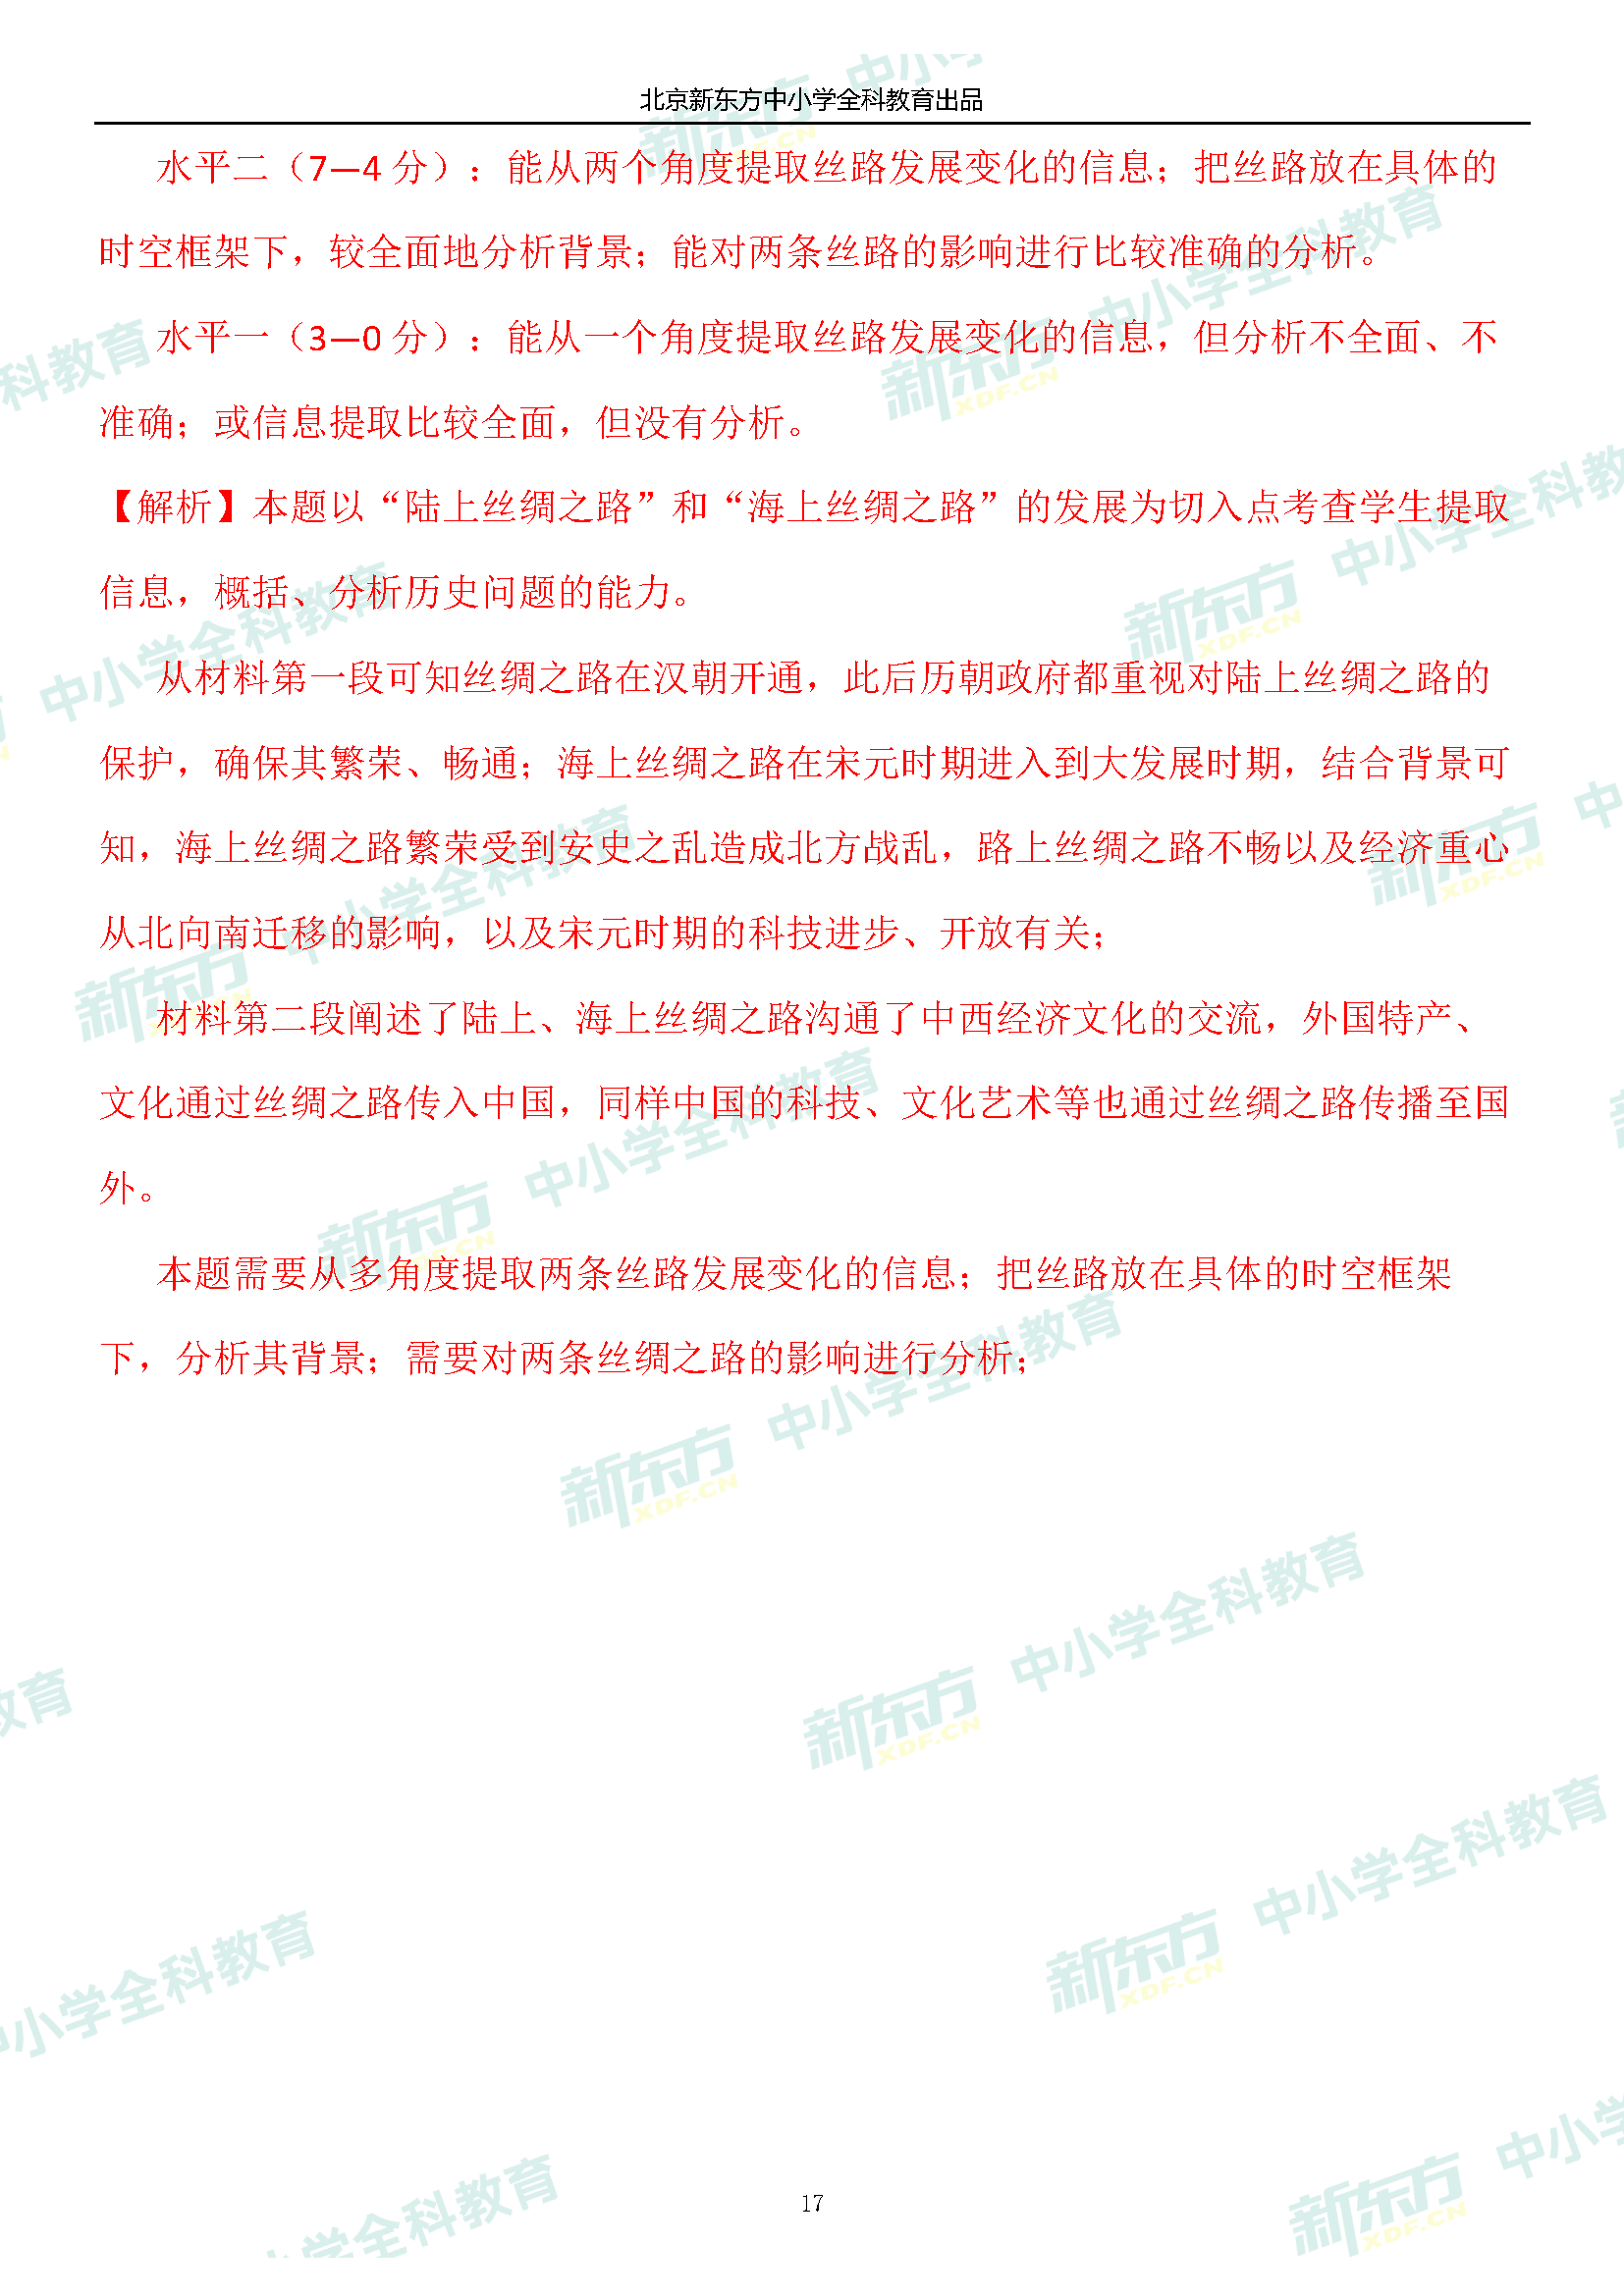 北京新东方中小学全科教育出品
水平二（7—4 分）：能从两个角度提取丝路发展变化的信息；把丝路放在具体的
时空框架下，较全面地分析背景；能对两条丝路的影响进行比较准确的分析。
水平一（3—0 分）：能从一个角度提取丝路发展变化的信息，但分析不全面、不
准确；或信息提取比较全面，但没有分析。
【解析】本题以“陆上丝绸之路”和“海上丝绸之路”的发展为切入点考查学生提取
信息，概括、分析历史问题的能力。
从材料第一段可知丝绸之路在汉朝开通，此后历朝政府都重视对陆上丝绸之路的
保护，确保其繁荣、畅通；海上丝绸之路在宋元时期进入到大发展时期，结合背景可
知，海上丝绸之路繁荣受到安史之乱造成北方战乱，路上丝绸之路不畅以及经济重心
从北向南迁移的影响，以及宋元时期的科技进步、开放有关；
材料第二段阐述了陆上、海上丝绸之路沟通了中西经济文化的交流，外国特产、
文化通过丝绸之路传入中国，同样中国的科技、文化艺术等也通过丝绸之路传播至国
外。
本题需要从多角度提取两条丝路发展变化的信息；把丝路放在具体的时空框架
下，分析其背景；需要对两条丝绸之路的影响进行分析；
17